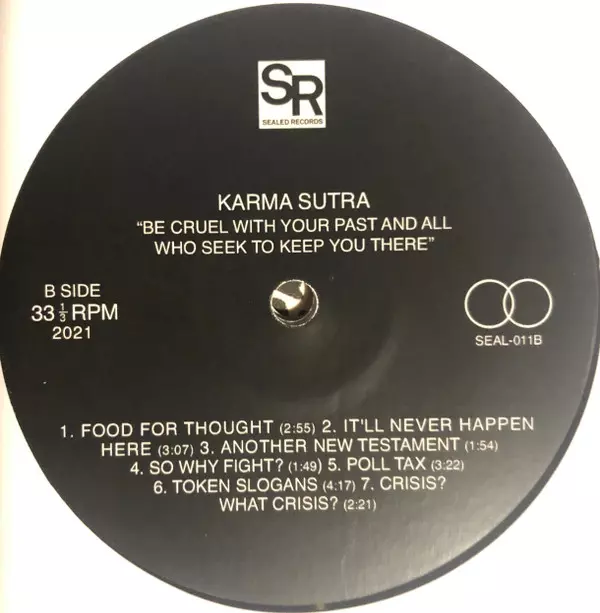 SR
SEALED RECORDS
KARMA SUTRA
“BE CRUEL WITH YOUR PAST AND ALL
WHO SEEK TO KEEP YOU THERE”
B SIDE
33 ⅓ RPM
2021
SEAL-011B
1. FOOD FOR THOUGHT (2:55) 2. IT'LL NEVER HAPPEN
HERE (3:07) 3. ANOTHER NEW TESTAMENT (1:54)
4. SO WHY FIGHT? (1:49) 5. POLL TAX (3:22)
6. TOKEN SLOGANS (4:17) 7. CRISIS?
WHAT CRISIS? (2:21)